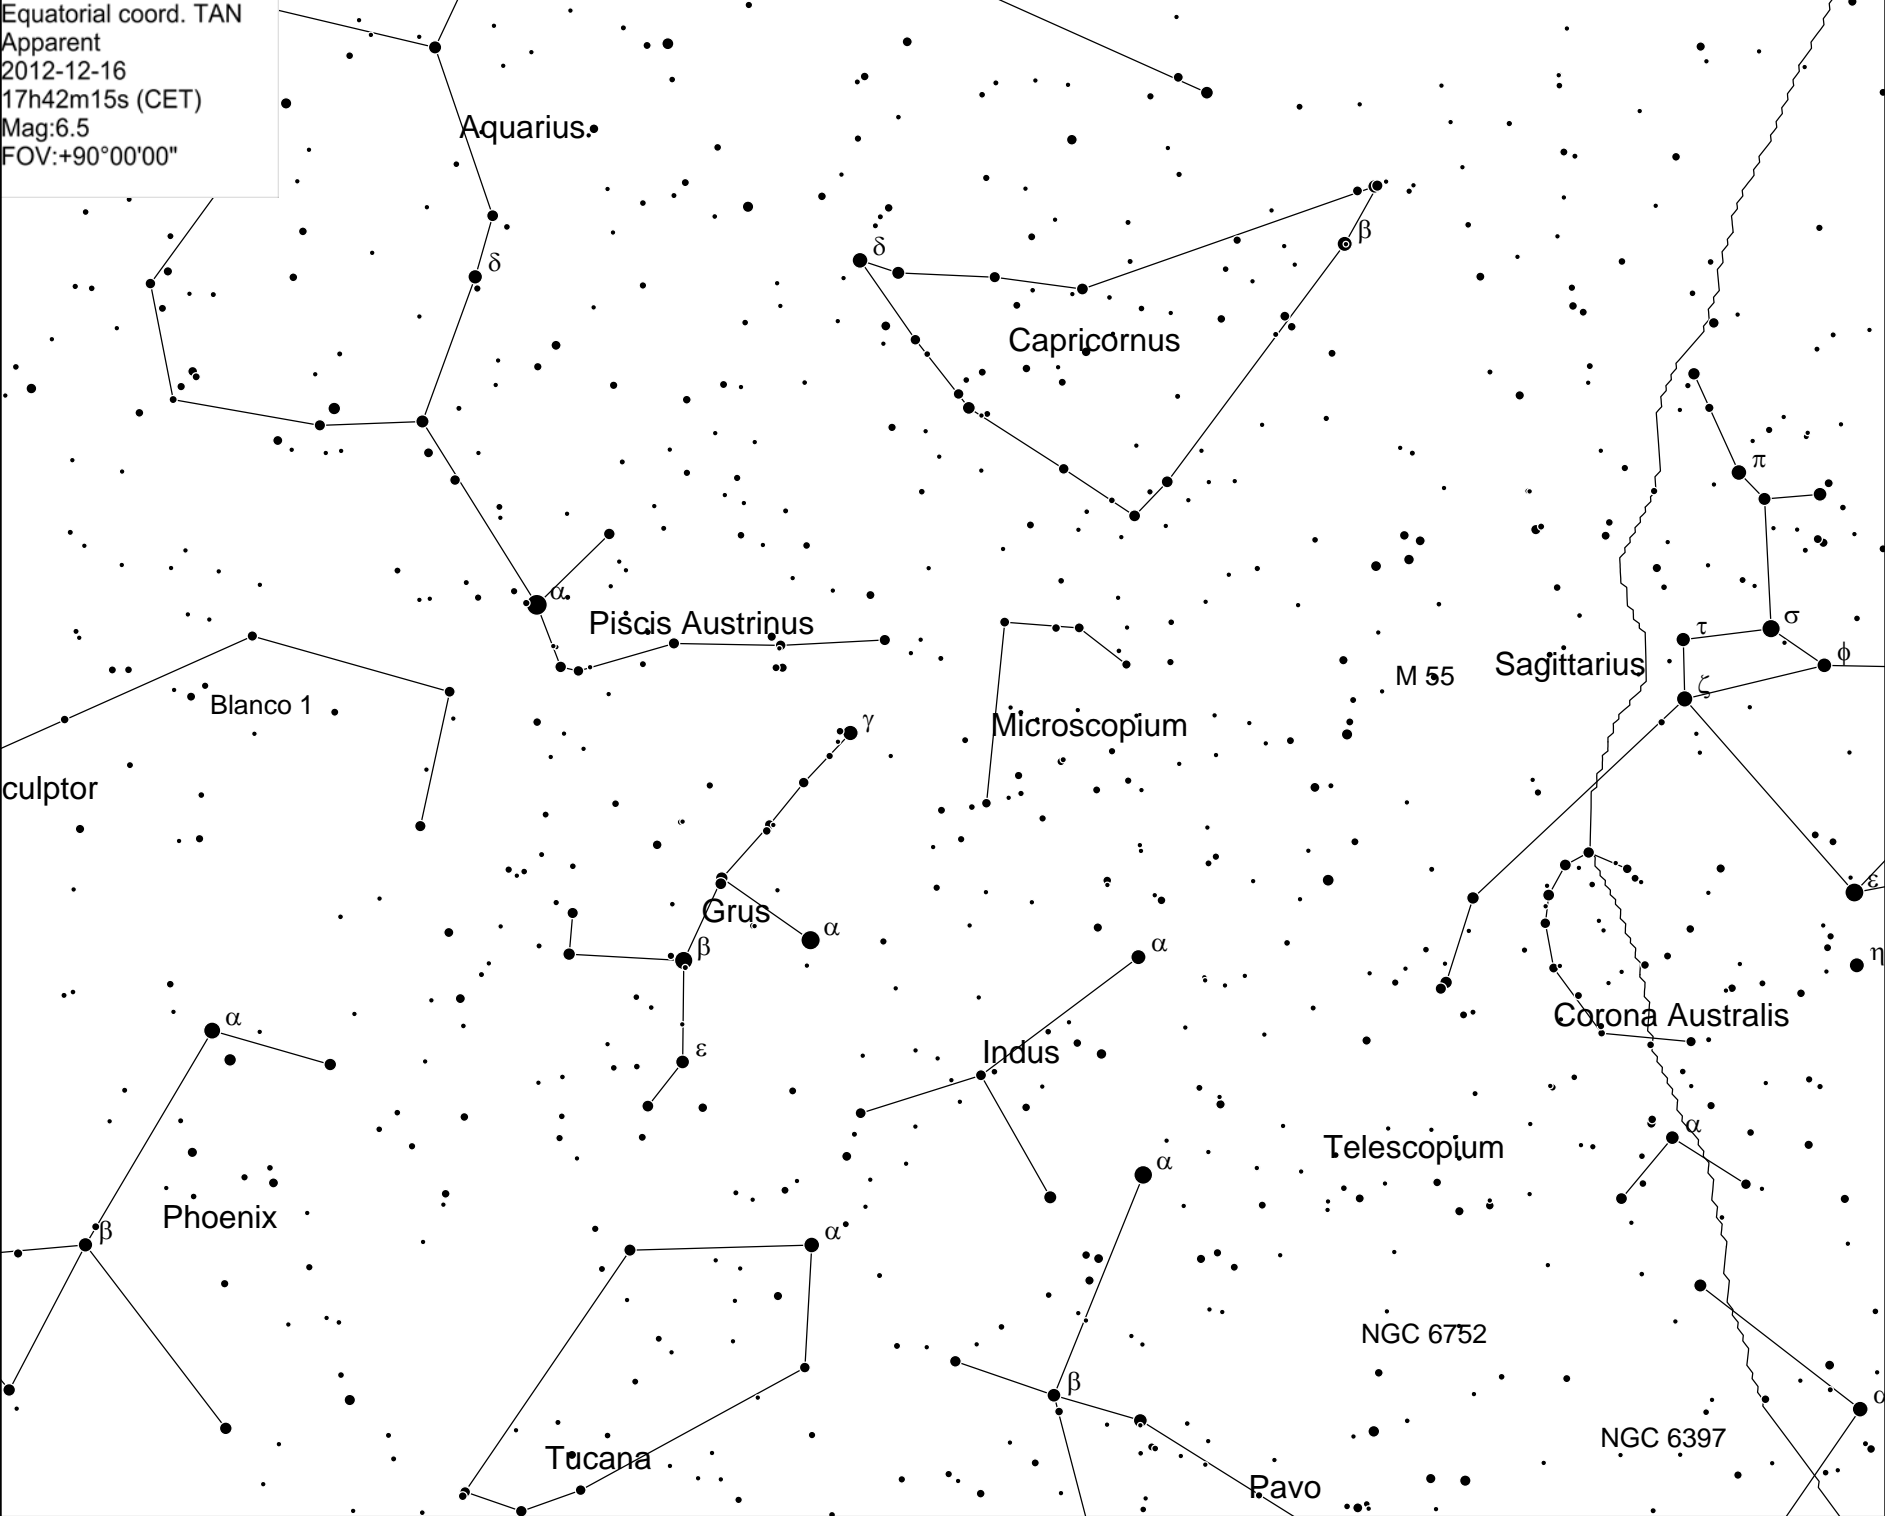 Equatorial coord. TAN
Apparent
2012-12-16
17h42m15s (CET)
Mag:6.5
FOV:+90°00'00"
Aquarius
δ
δ
β
Capricornus
π
α
Piscis Austrinus
σ
τ
ϕ
Sagittarius
M 55
ζ
Blanco 1
γ
Microscopium
culptor
ε
Grus
α
β
α
η
α
Corona Australis
ε
Indus
α
Telescopium
α
Phoenix
β
α
NGC 6752
β
α
NGC 6397
Tucana
Pavo